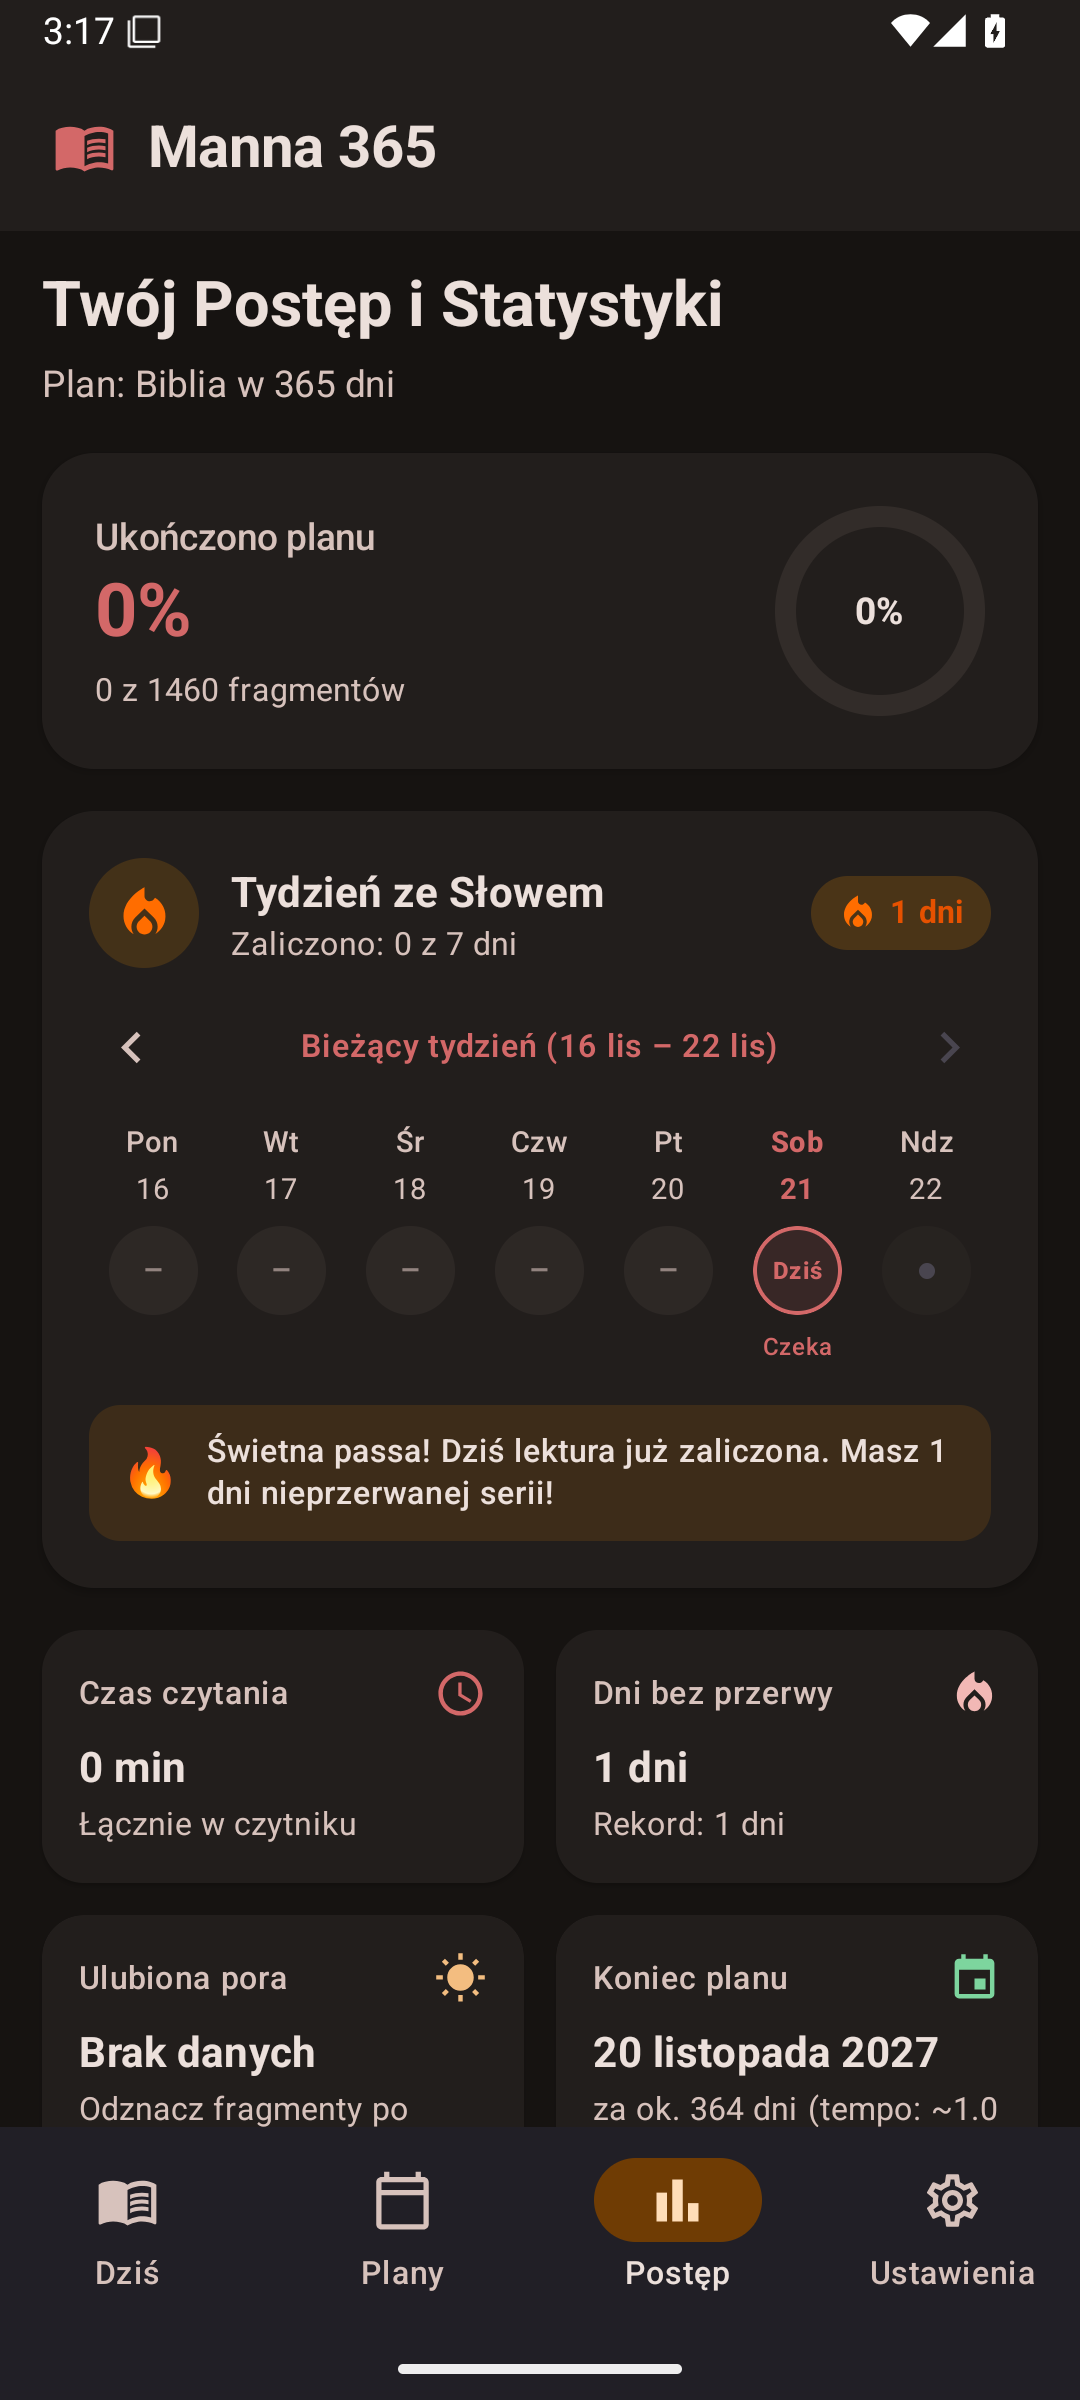 3:17
Manna 365
Twój Postęp i Statystyki
Plan: Biblia w 365 dni
Ukończono planu
0%
0 z 1460 fragmentów
0%
Tydzień ze Słowem
Zaliczono: 0 z 7 dni
1 dni
Bieżący tydzień (16 lis – 22 lis)
Pon Wt Śr Czw Pt Sob Ndz
16 17 18 19 20 21 22
– – – – – Dziś
Czeka
🔥 Świetna passa! Dziś lektura już zaliczona. Masz 1
dni nieprzerwanej serii!
Czas czytania
0 min
Łącznie w czytniku
Dni bez przerwy
1 dni
Rekord: 1 dni
Ulubiona pora
Brak danych
Odznacz fragmenty po
Koniec planu
20 listopada 2027
za ok. 364 dni (tempo: ~1.0
Dziś Plany Postęp Ustawienia